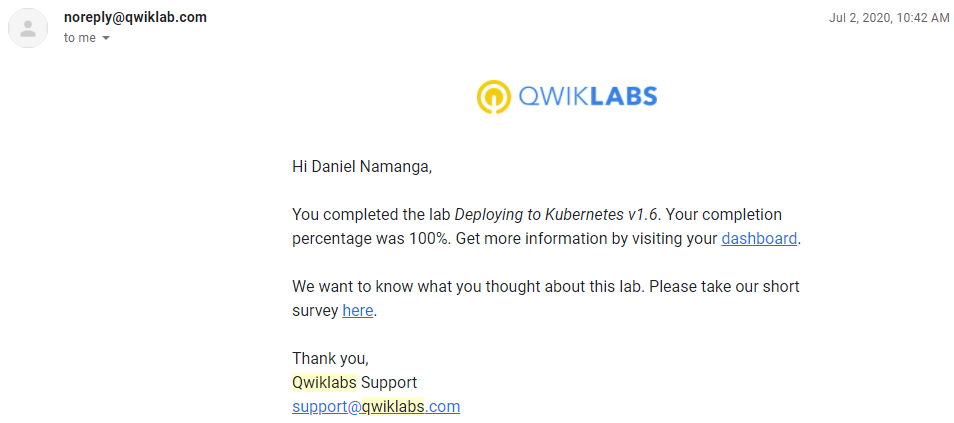 noreply@qwiklab.com
Jul 2, 2020, 10:42 AM
to me
QWIKLABS
Hi Daniel Namanga,
You completed the lab Deploying to Kubernetes v1.6. Your completion
percentage was 100%. Get more information by visiting your dashboard.
We want to know what you thought about this lab. Please take our short
survey here.
Thank you,
Qwiklabs Support
support@qwiklabs.com